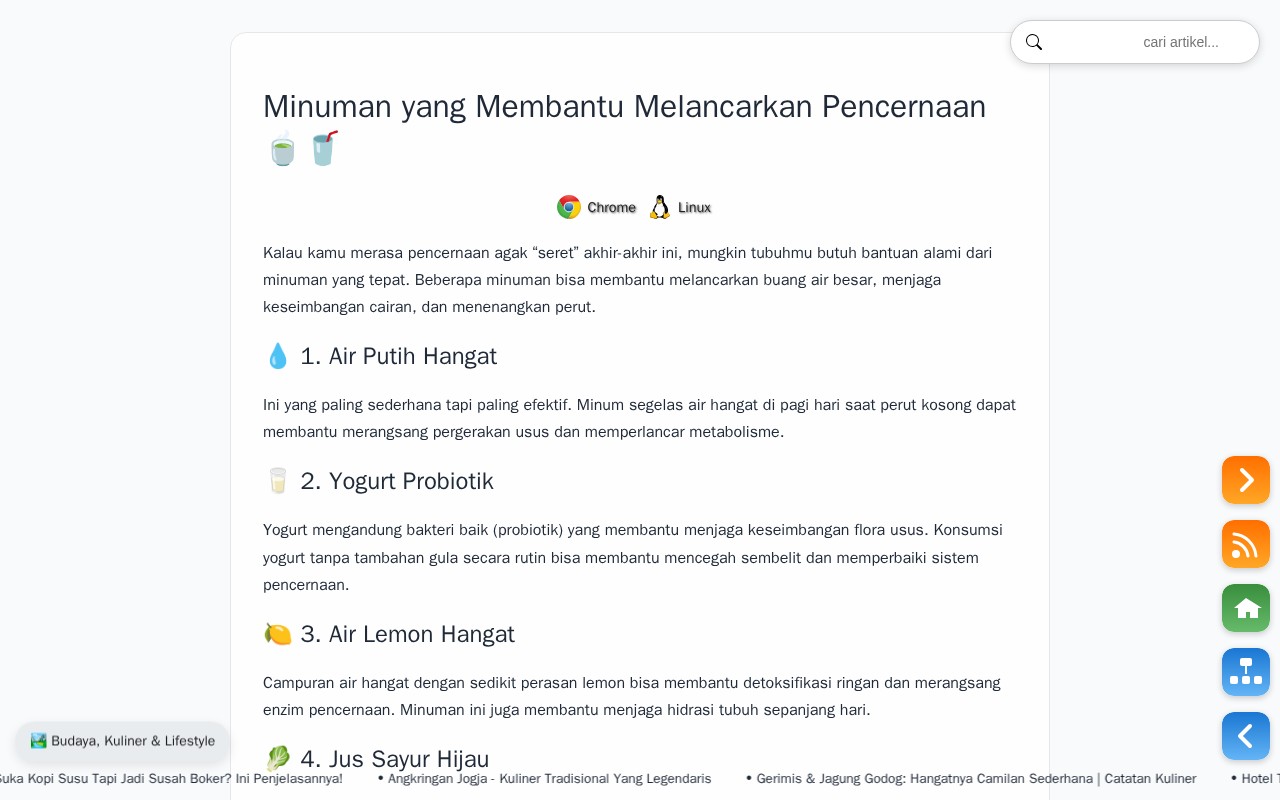 cari artikel...
Minuman yang Membantu Melancarkan Pencernaan
Chrome Linux
Kalau kamu merasa pencernaan agak “seret” akhir-akhir ini, mungkin tubuhmu butuh bantuan alami dari
minuman yang tepat. Beberapa minuman bisa membantu melancarkan buang air besar, menjaga
keseimbangan cairan, dan menenangkan perut.
1. Air Putih Hangat
Ini yang paling sederhana tapi paling efektif. Minum segelas air hangat di pagi hari saat perut kosong dapat
membantu merangsang pergerakan usus dan memperlancar metabolisme.
2. Yogurt Probiotik
Yogurt mengandung bakteri baik (probiotik) yang membantu menjaga keseimbangan flora usus. Konsumsi
yogurt tanpa tambahan gula secara rutin bisa membantu mencegah sembelit dan memperbaiki sistem
pencernaan.
3. Air Lemon Hangat
Campuran air hangat dengan sedikit perasan lemon bisa membantu detoksifikasi ringan dan merangsang
enzim pencernaan. Minuman ini juga membantu menjaga hidrasi tubuh sepanjang hari.
Budaya, Kuliner & Lifestyle
4. Jus Sayur Hijau
uka Kopi Susu Tapi Jadi Susah Boker? Ini Penjelasannya! • Angkringan Jogja - Kuliner Tradisional Yang Legendaris • Gerimis & Jagung Godog: Hangatnya Camilan Sederhana | Catatan Kuliner • Hotel